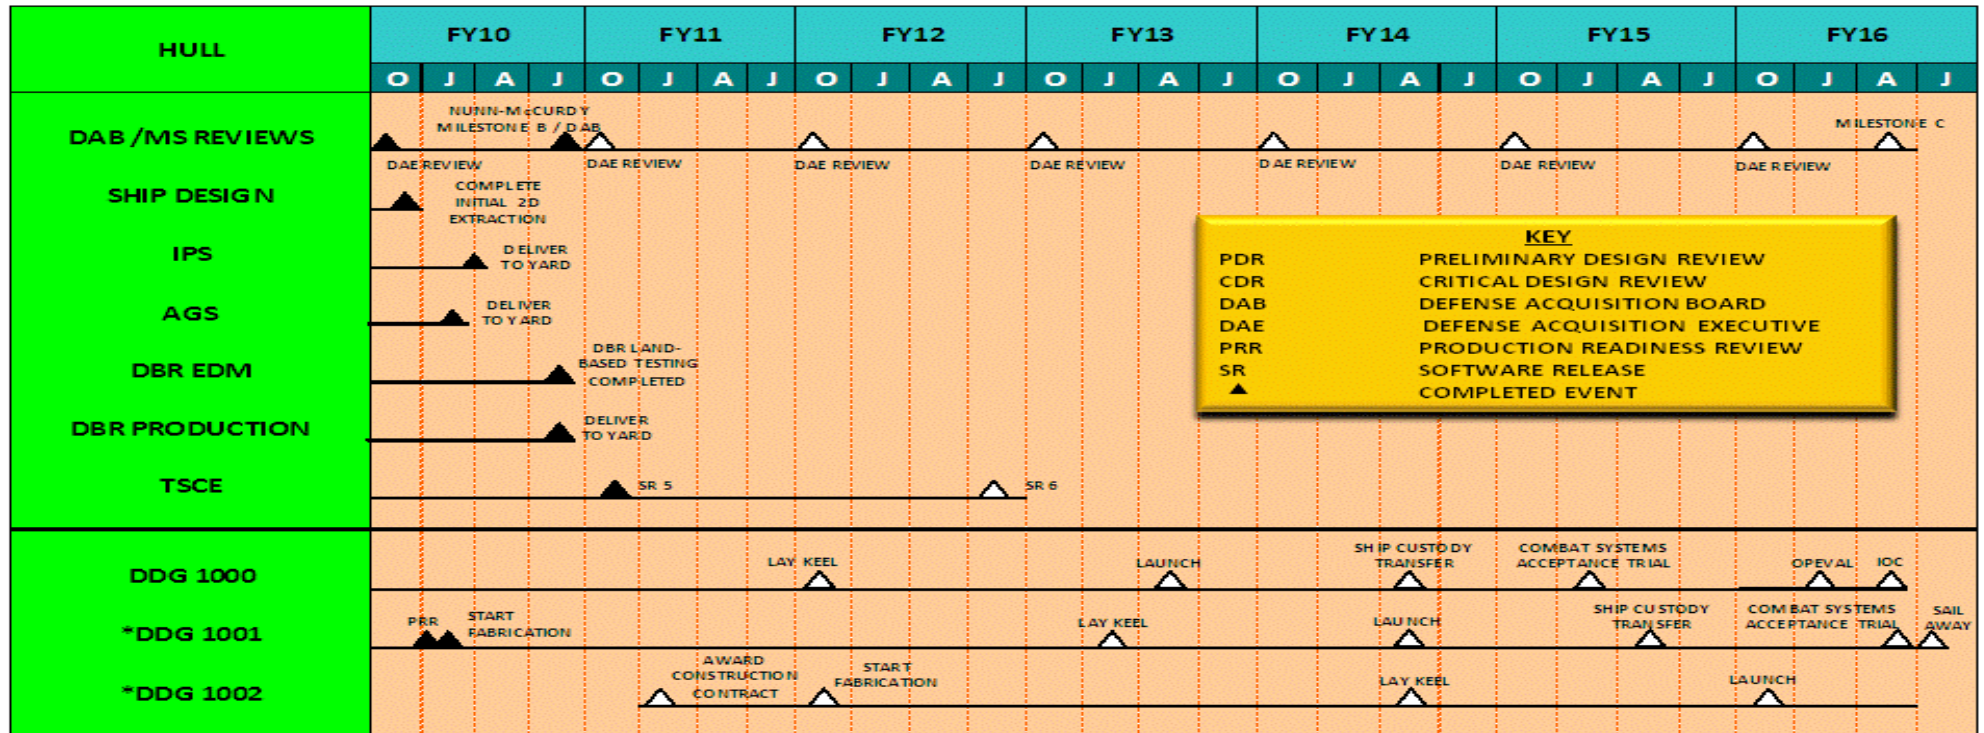 HULL
FY10 FY11 FY12 FY13 FY14 FY15 FY16
O J A J O J A J O J A J O J A J O J A J O J A J O J A J
DAB /MS REVIEWS
NUNN-McCURDY
MILESTONE B / DAB
MILESTONE C
DAE REVIEW DAE REVIEW DAE REVIEW DAE REVIEW DAE REVIEW DAE REVIEW DAE REVIEW
SHIP DESIGN
COMPLETE
INITIAL 2D
EXTRACTION
IPS
DELIVER
TO YARD
AGS
DELIVER
TO YARD
DBR EDM
DBR LAND-
BASED TESTING
COMPLETED
DBR PRODUCTION
DELIVER
TO YARD
TSCE
SR 5
SR 6
KEY
PDR PRELIMINARY DESIGN REVIEW
CDR CRITICAL DESIGN REVIEW
DAB DEFENSE ACQUISITION BOARD
DAE DEFENSE ACQUISITION EXECUTIVE
PRR PRODUCTION READINESS REVIEW
SR SOFTWARE RELEASE
▲ COMPLETED EVENT
DDG 1000
LAY KEEL
LAUNCH
SHIP CUSTODY
TRANSFER
COMBAT SYSTEMS
ACCEPTANCE TRIAL
OPEVAL
IOC
*DDG 1001
PRR
START
FABRICATION
LAY KEEL
LAUNCH
SHIP CUSTODY
TRANSFER
COMBAT SYSTEMS
ACCEPTANCE TRIAL
SAIL
AWAY
*DDG 1002
AWARD
CONSTRUCTION
CONTRACT
START
FABRICATION
LAY KEEL
LAUNCH